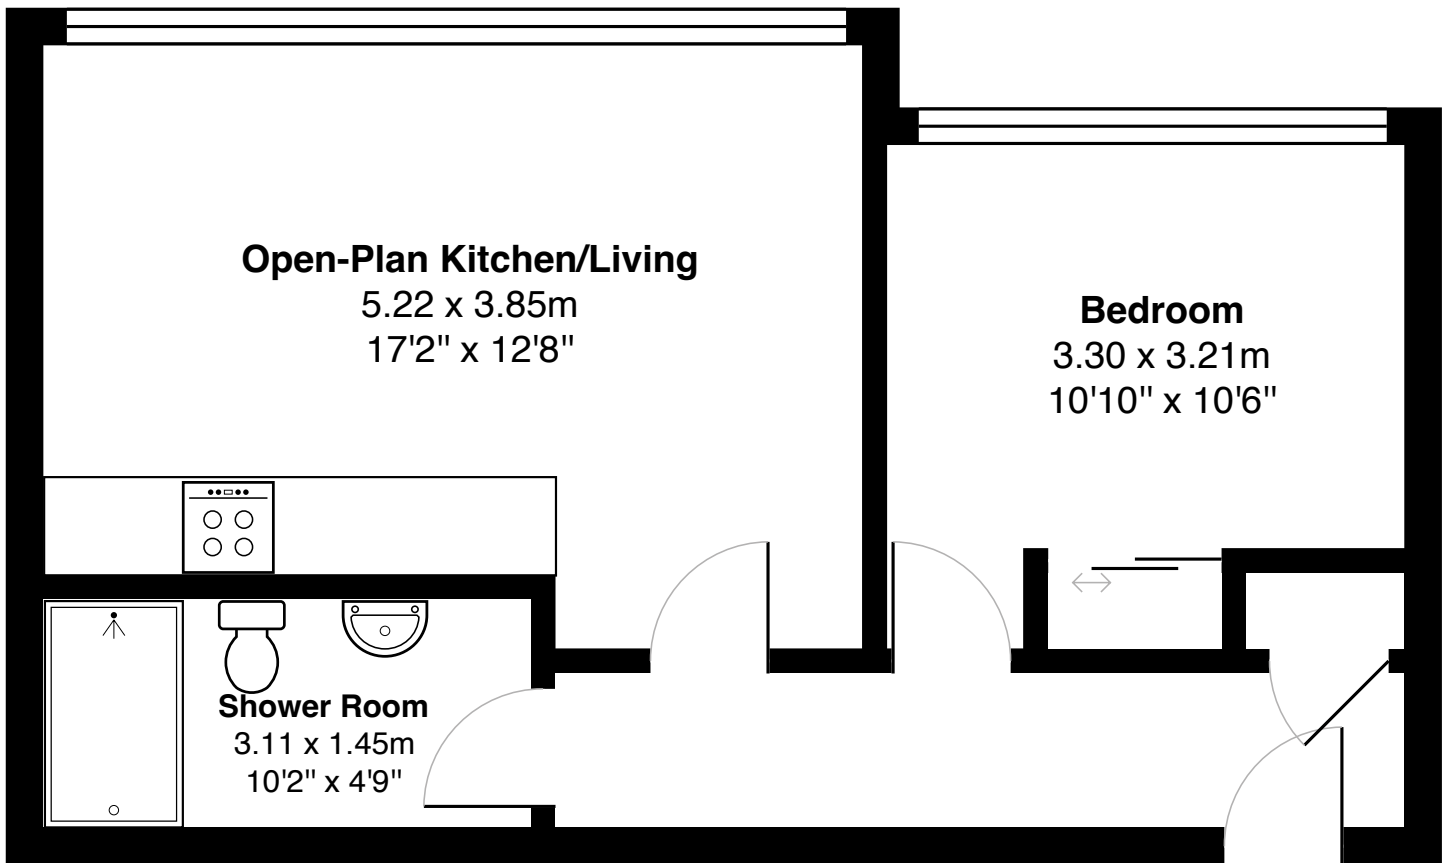 Open-Plan Kitchen/Living
5.22 x 3.85m
17'2" x 12'8"
Bedroom
3.30 x 3.21m
10'10" x 10'6"
Shower Room
3.11 x 1.45m
10'2" x 4'9"